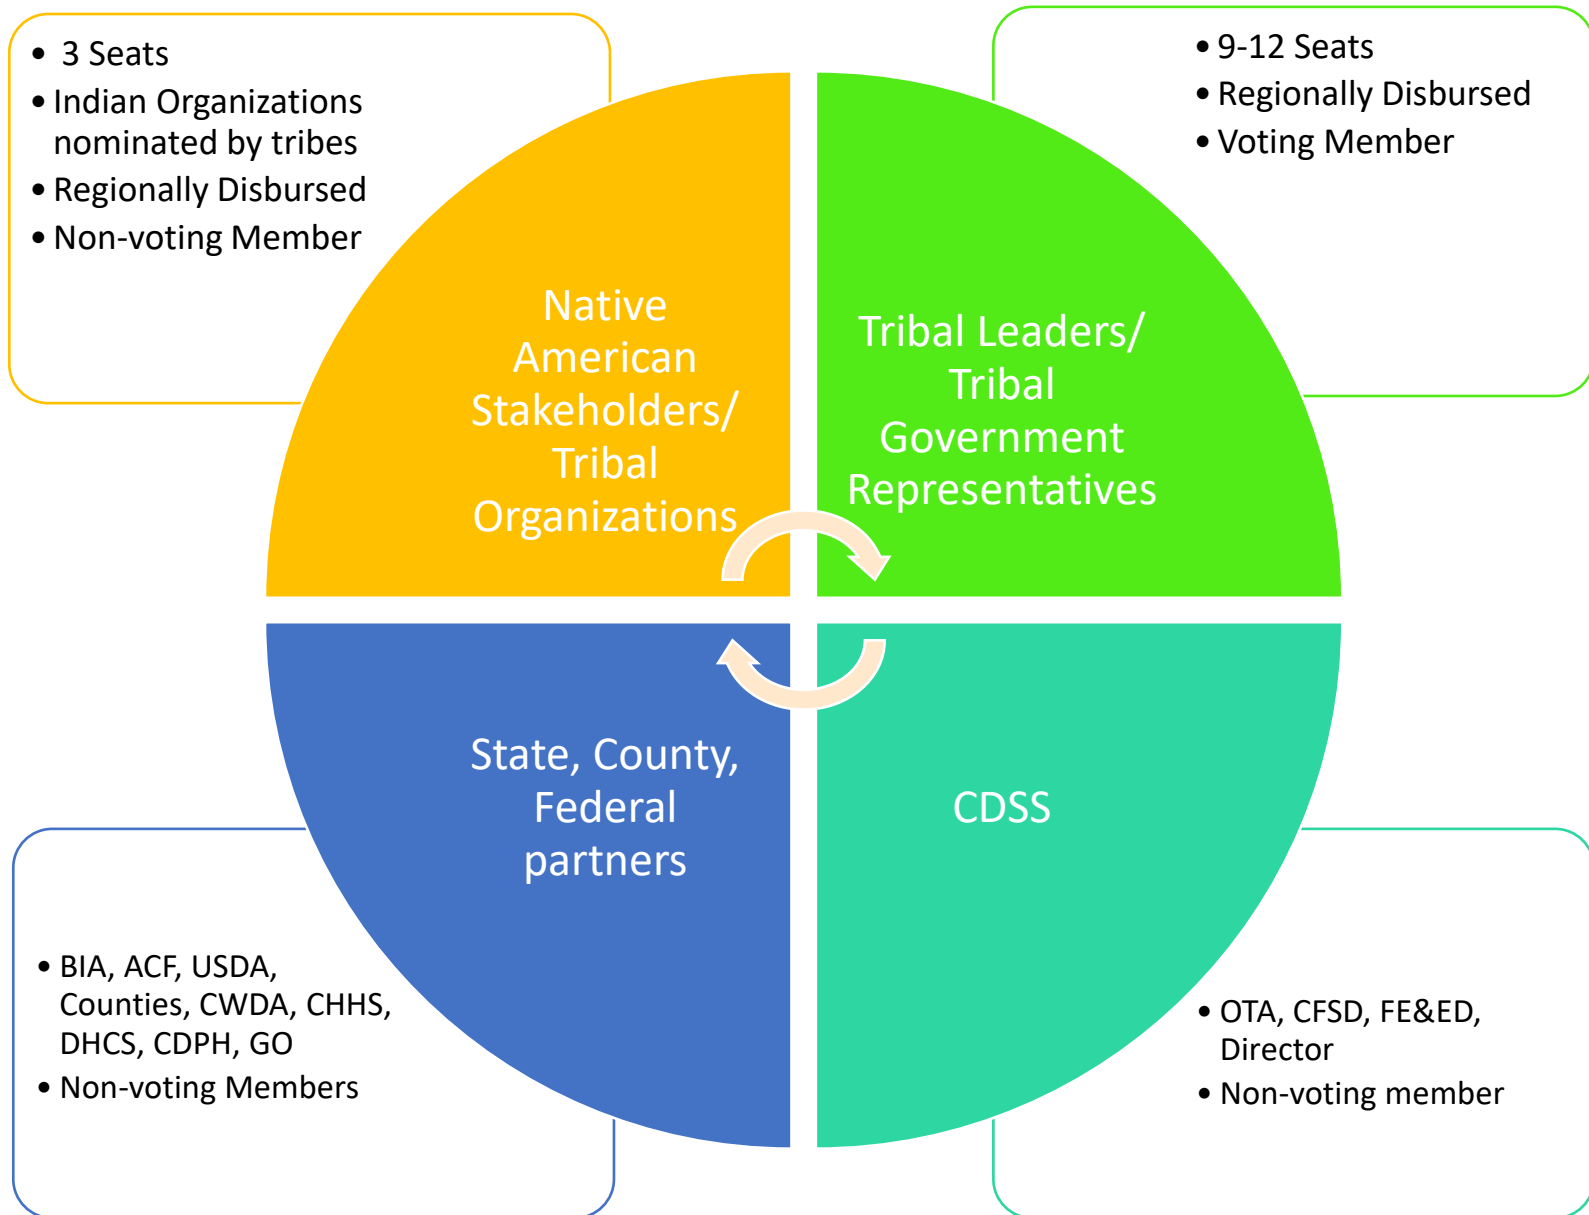 • 3 Seats
• Indian Organizations
nominated by tribes
• Regionally Disbursed
• Non-voting Member
• 9-12 Seats
• Regionally Disbursed
• Voting Member
Native
American
Stakeholders/
Tribal
Organizations
Tribal Leaders/
Tribal
Government
Representatives
State, County,
Federal
partners
CDSS
• BIA, ACF, USDA,
Counties, CWDA, CHHS,
DHCS, CDPH, GO
• Non-voting Members
• OTA, CFSD, FE&ED,
Director
• Non-voting member